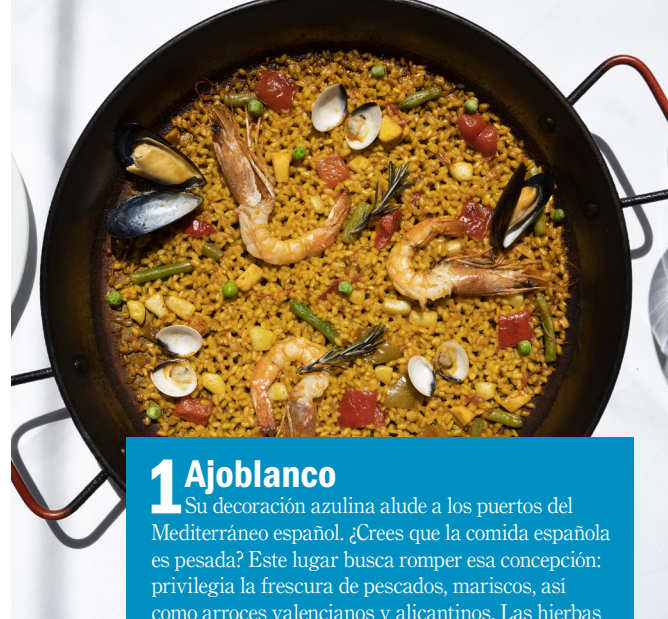 1 Ajoblanco
Su decoración azulina alude a los puertos del
Mediterráneo español. ¿Crees que la comida española
es pesada? Este lugar busca romper esa concepción:
privilegia la frescura de pescados, mariscos, así
como arroces valencianos y alicantinos. Las hierbas